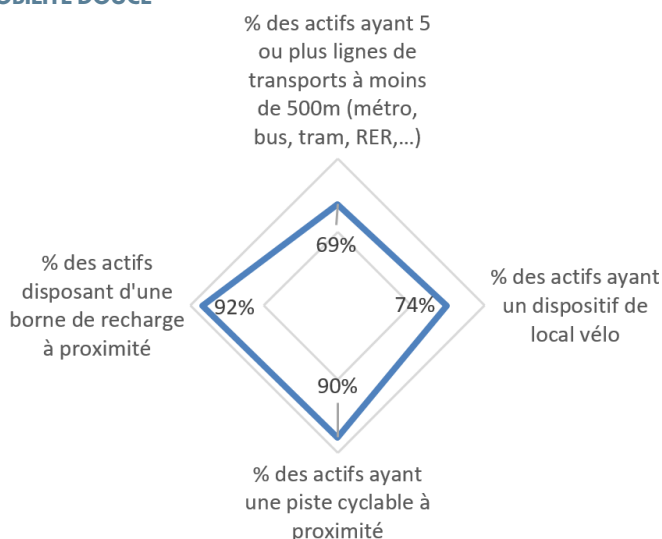 % des actifs ayant 5
ou plus lignes de
transports à moins
de 500m (métro,
bus, tram, RER,...)
69%
% des actifs
disposant d'une
borne de recharge
à proximité
92%
74%
% des actifs ayant
un dispositif de
local vélo
90%
% des actifs ayant
une piste cyclable à
proximité